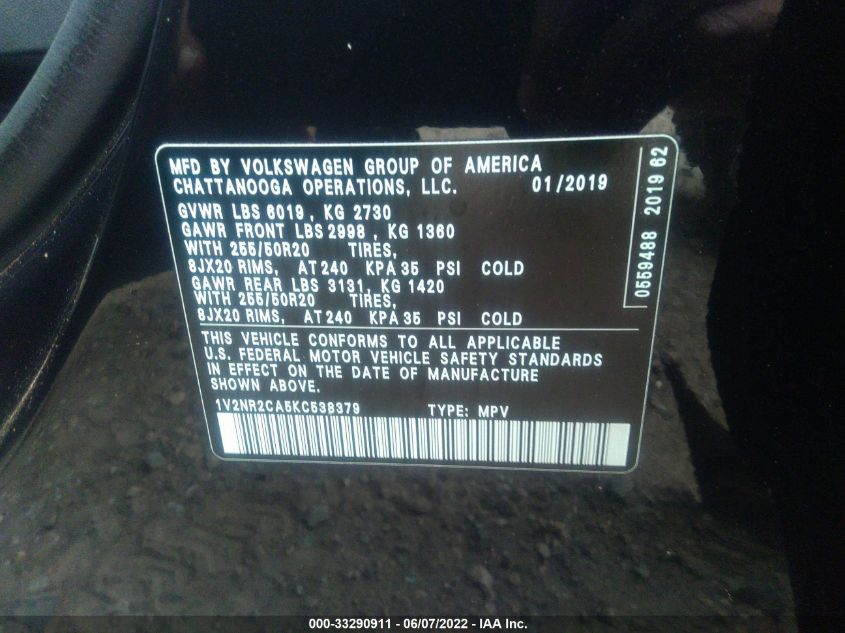 MFD BY VOLKSWAGEN GROUP OF AMERICA
CHATTANOOGA OPERATIONS, LLC. 01/2019
GVWR LBS 6019, KG 2730
GAWR FRONT LBS 2998, KG 1360
WITH 255/50R20 TIRES,
8JX20 RIMS, AT 240 KPA 35 PSI COLD
GAWR REAR LBS 3131, KG 1420
WITH 255/50R20 TIRES,
8JX20 RIMS, AT 240 KPA 35 PSI COLD
THIS VEHICLE CONFORMS TO ALL APPLICABLE
U.S. FEDERAL MOTOR VEHICLE SAFETY STANDARDS
IN EFFECT ON THE DATE OF MANUFACTURE
SHOWN ABOVE.
1V2NR2CA5KC538379 TYPE: MPV
0559488 2019 62
000-33290911 - 06/07/2022 - IAA Inc.